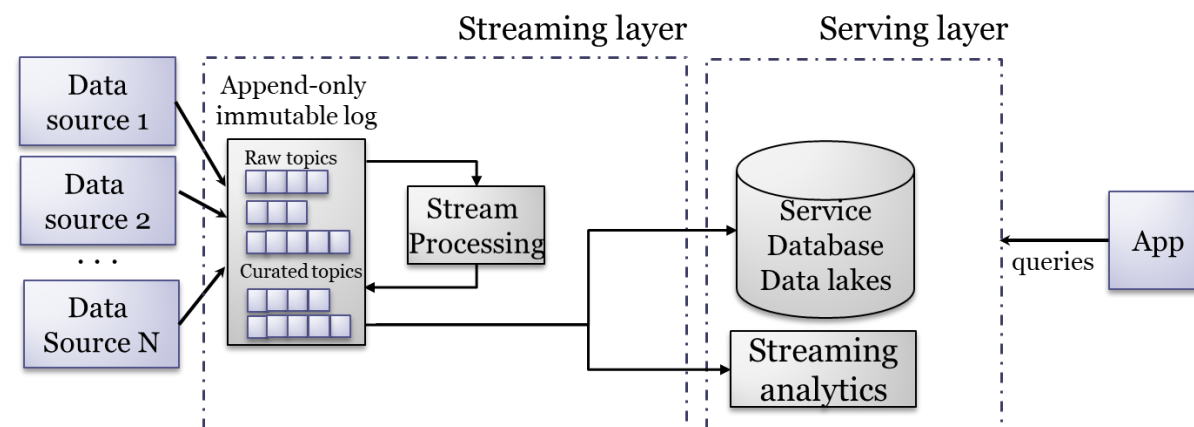 Streaming layer
Serving layer
Data
source 1
Data
source 2
. . .
Data
Source N
Append-only
immutable log
Raw topics
Curated topics
Stream
Processing
Service
Database
Data lakes
Streaming
analytics
queries
App